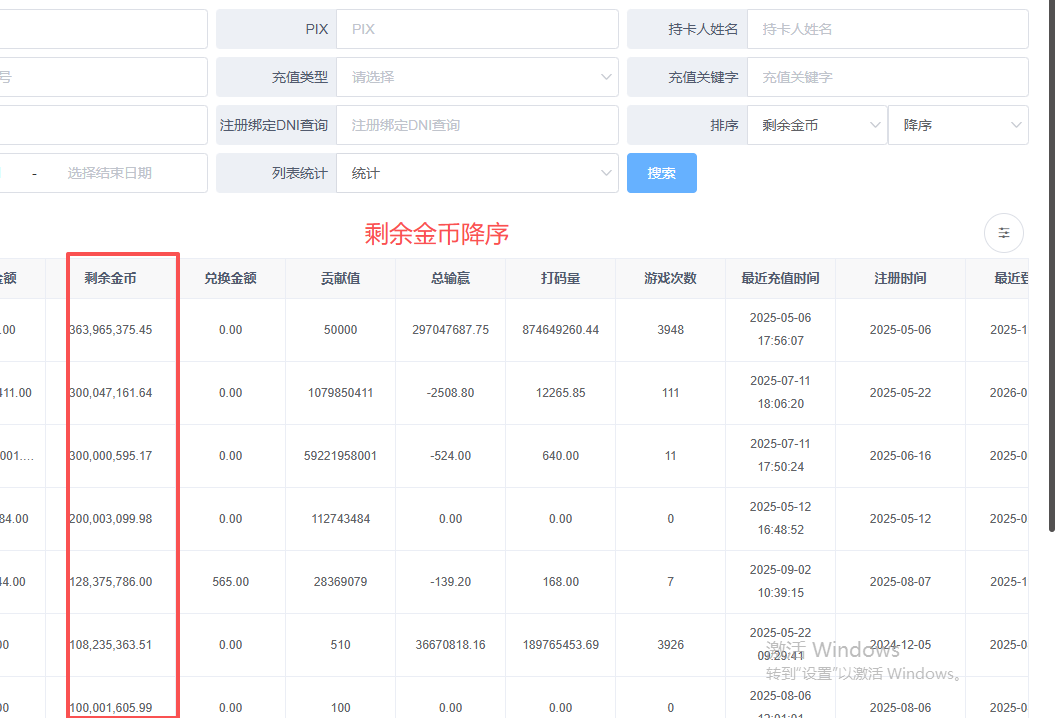 PIX PIX 持卡人姓名 持卡人姓名
号 充值类型 请选择 充值关键字 充值关键字
注册绑定DNI查询 注册绑定DNI查询 排序 剩余金币 降序
- 选择结束日期 列表统计 统计 搜索
剩余金币降序
金额 剩余金币 兑换金额 贡献值 总输赢 打码量 游戏次数 最近充值时间 注册时间 最近登
.00 363,965,375.45 0.00 50000 297047687.75 874649260.44 3948 2025-05-06 17:56:07 2025-05-06 2025-1
411.00 300,047,161.64 0.00 1079850411 -2508.80 12265.85 111 2025-07-11 18:06:20 2025-05-22 2026-0
001.... 300,000,595.17 0.00 59221958001 -524.00 640.00 11 2025-07-11 17:50:24 2025-06-16 2025-0
84.00 200,003,099.98 0.00 112743484 0.00 0.00 0 2025-05-12 16:48:52 2025-05-12 2025-0
44.00 128,375,786.00 565.00 28369079 -139.20 168.00 7 2025-09-02 10:39:15 2025-08-07 2025-1
00 108,235,363.51 0.00 510 36670818.16 189765453.69 3926 2025-05-22 09:29:41 2024-12-05 2025-0
激活 Windows
转到"设置"以激活 Windows。
00 100,001,605.99 0.00 100 0.00 0.00 0 2025-08-06 2025-08-06 2025-0